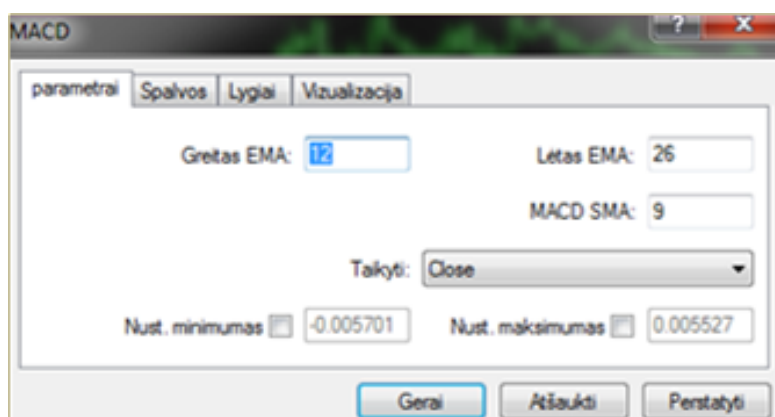 MACD
parametrai Spalvos Lygiai Vizualizacija
Greitas EMA: 12 Lėtas EMA: 26
MACD SMA: 9
Taikyti: Close
Nust. minimumas -0.005701 Nust. maksimumas 0.005527
Gerai Atšaukti Perstatyti